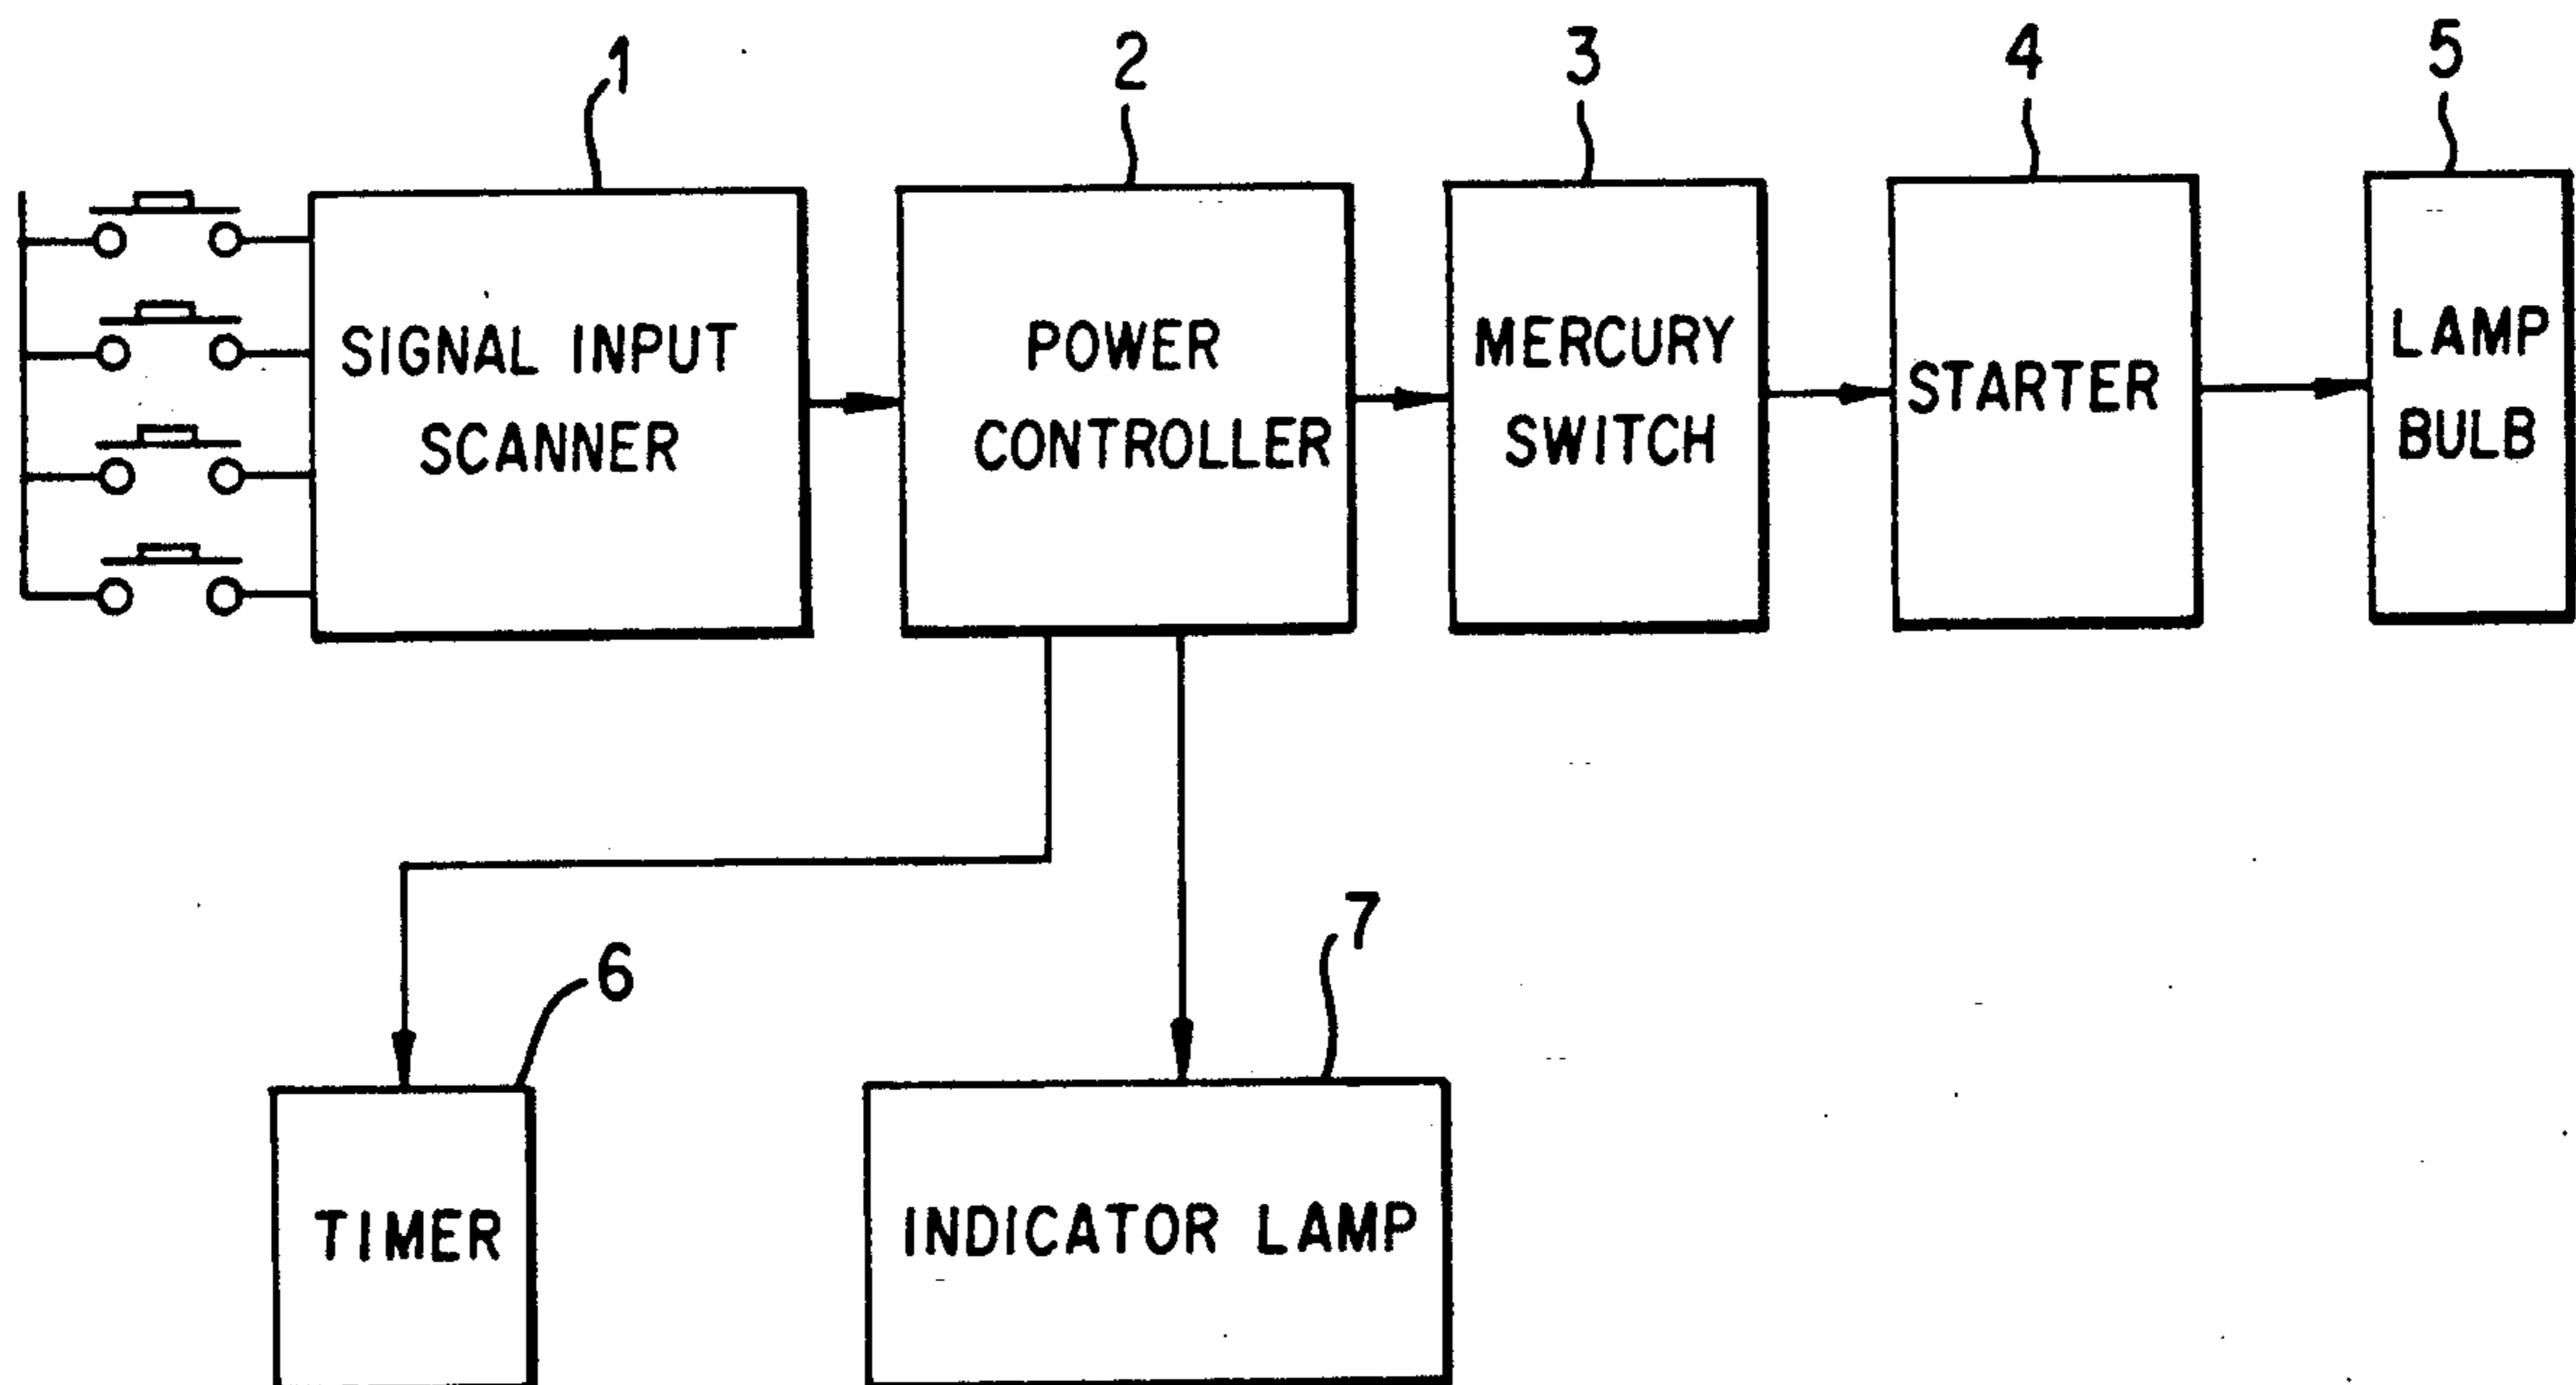 1
2
3
4
5
SIGNAL INPUT
SCANNER
POWER
CONTROLLER
MERCURY
SWITCH
STARTER
LAMP
BULB
6
7
TIMER
INDICATOR LAMP